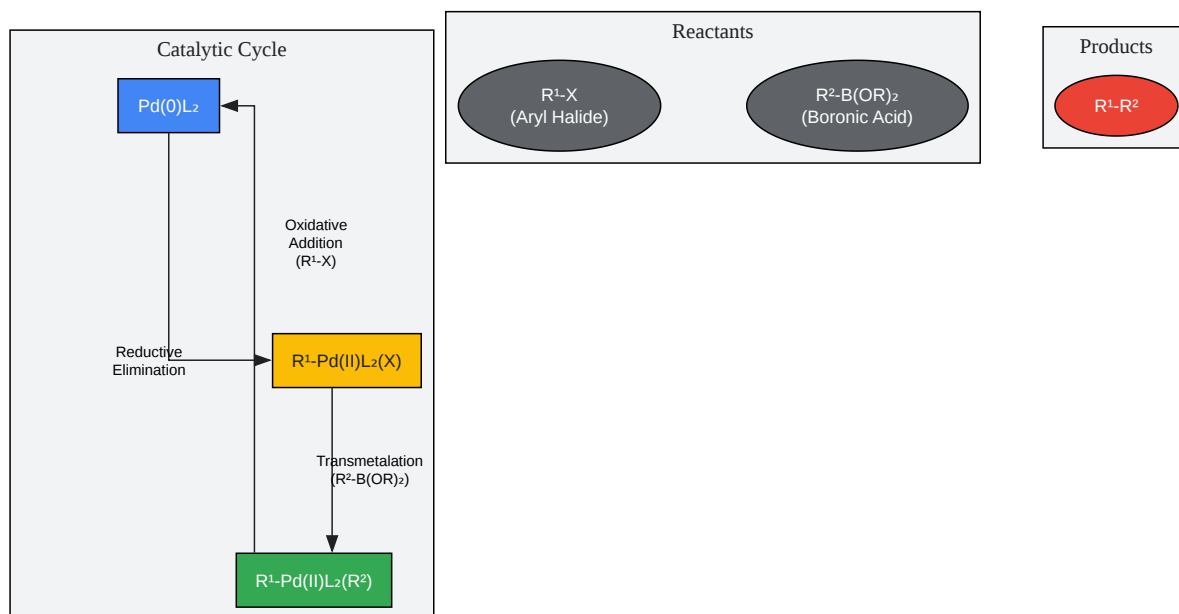 Catalytic Cycle
Pd(0)L₂
Oxidative
Addition
(R¹-X)
Reductive
Elimination
R¹-Pd(II)L₂(X)
Transmetalation
(R²-B(OR)₂)
R¹-Pd(II)L₂(R²)
Reactants
R¹-X
(Aryl Halide)
R²-B(OR)₂
(Boronic Acid)
Products
R¹-R²